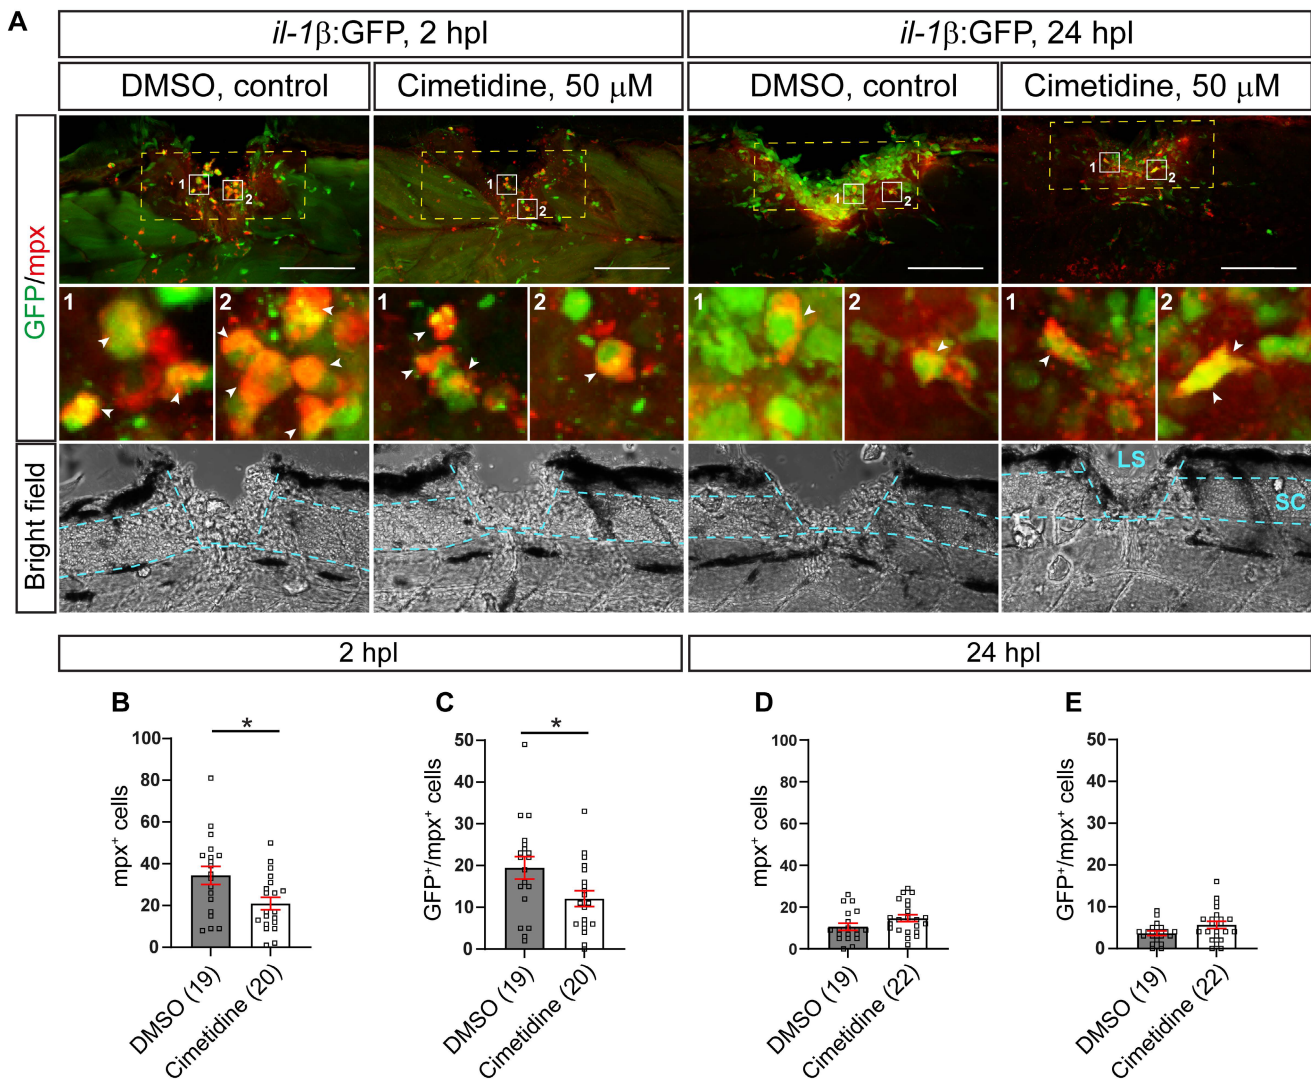 A
il-1β:GFP, 2 hpl
il-1β:GFP, 24 hpl
DMSO, control
Cimetidine, 50 μM
DMSO, control
Cimetidine, 50 μM
GFP/mpx
1
2
1
2
1
2
1
2
1
2
1
2
1
2
1
2
Bright field
LS
SC
2 hpl
24 hpl
B
*
mpx⁺ cells
100
80
60
40
20
0
DMSO (19)
Cimetidine (20)
C
*
GFP⁺/mpx⁺ cells
50
40
30
20
10
0
DMSO (19)
Cimetidine (20)
D
mpx⁺ cells
100
80
60
40
20
0
DMSO (19)
Cimetidine (22)
E
GFP⁺/mpx⁺ cells
50
40
30
20
10
0
DMSO (19)
Cimetidine (22)